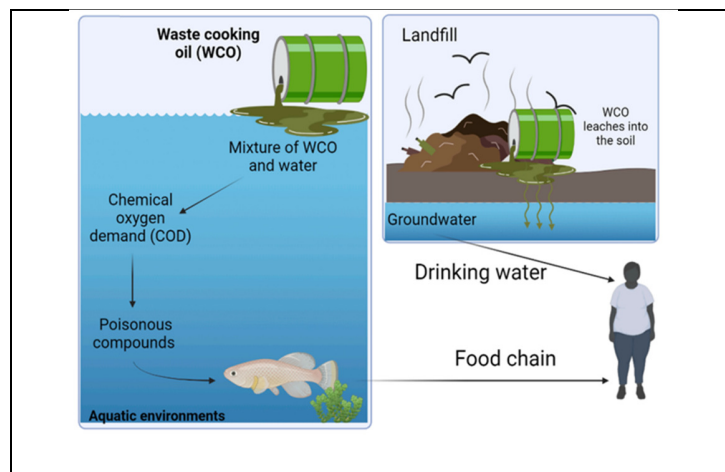 Waste cooking
oil (WCO)
Mixture of WCO
and water
Chemical
oxygen
demand (COD)
Poisonous
compounds
Aquatic environments
Landfill
WCO
leaches into
the soil
Groundwater
Drinking water
Food chain